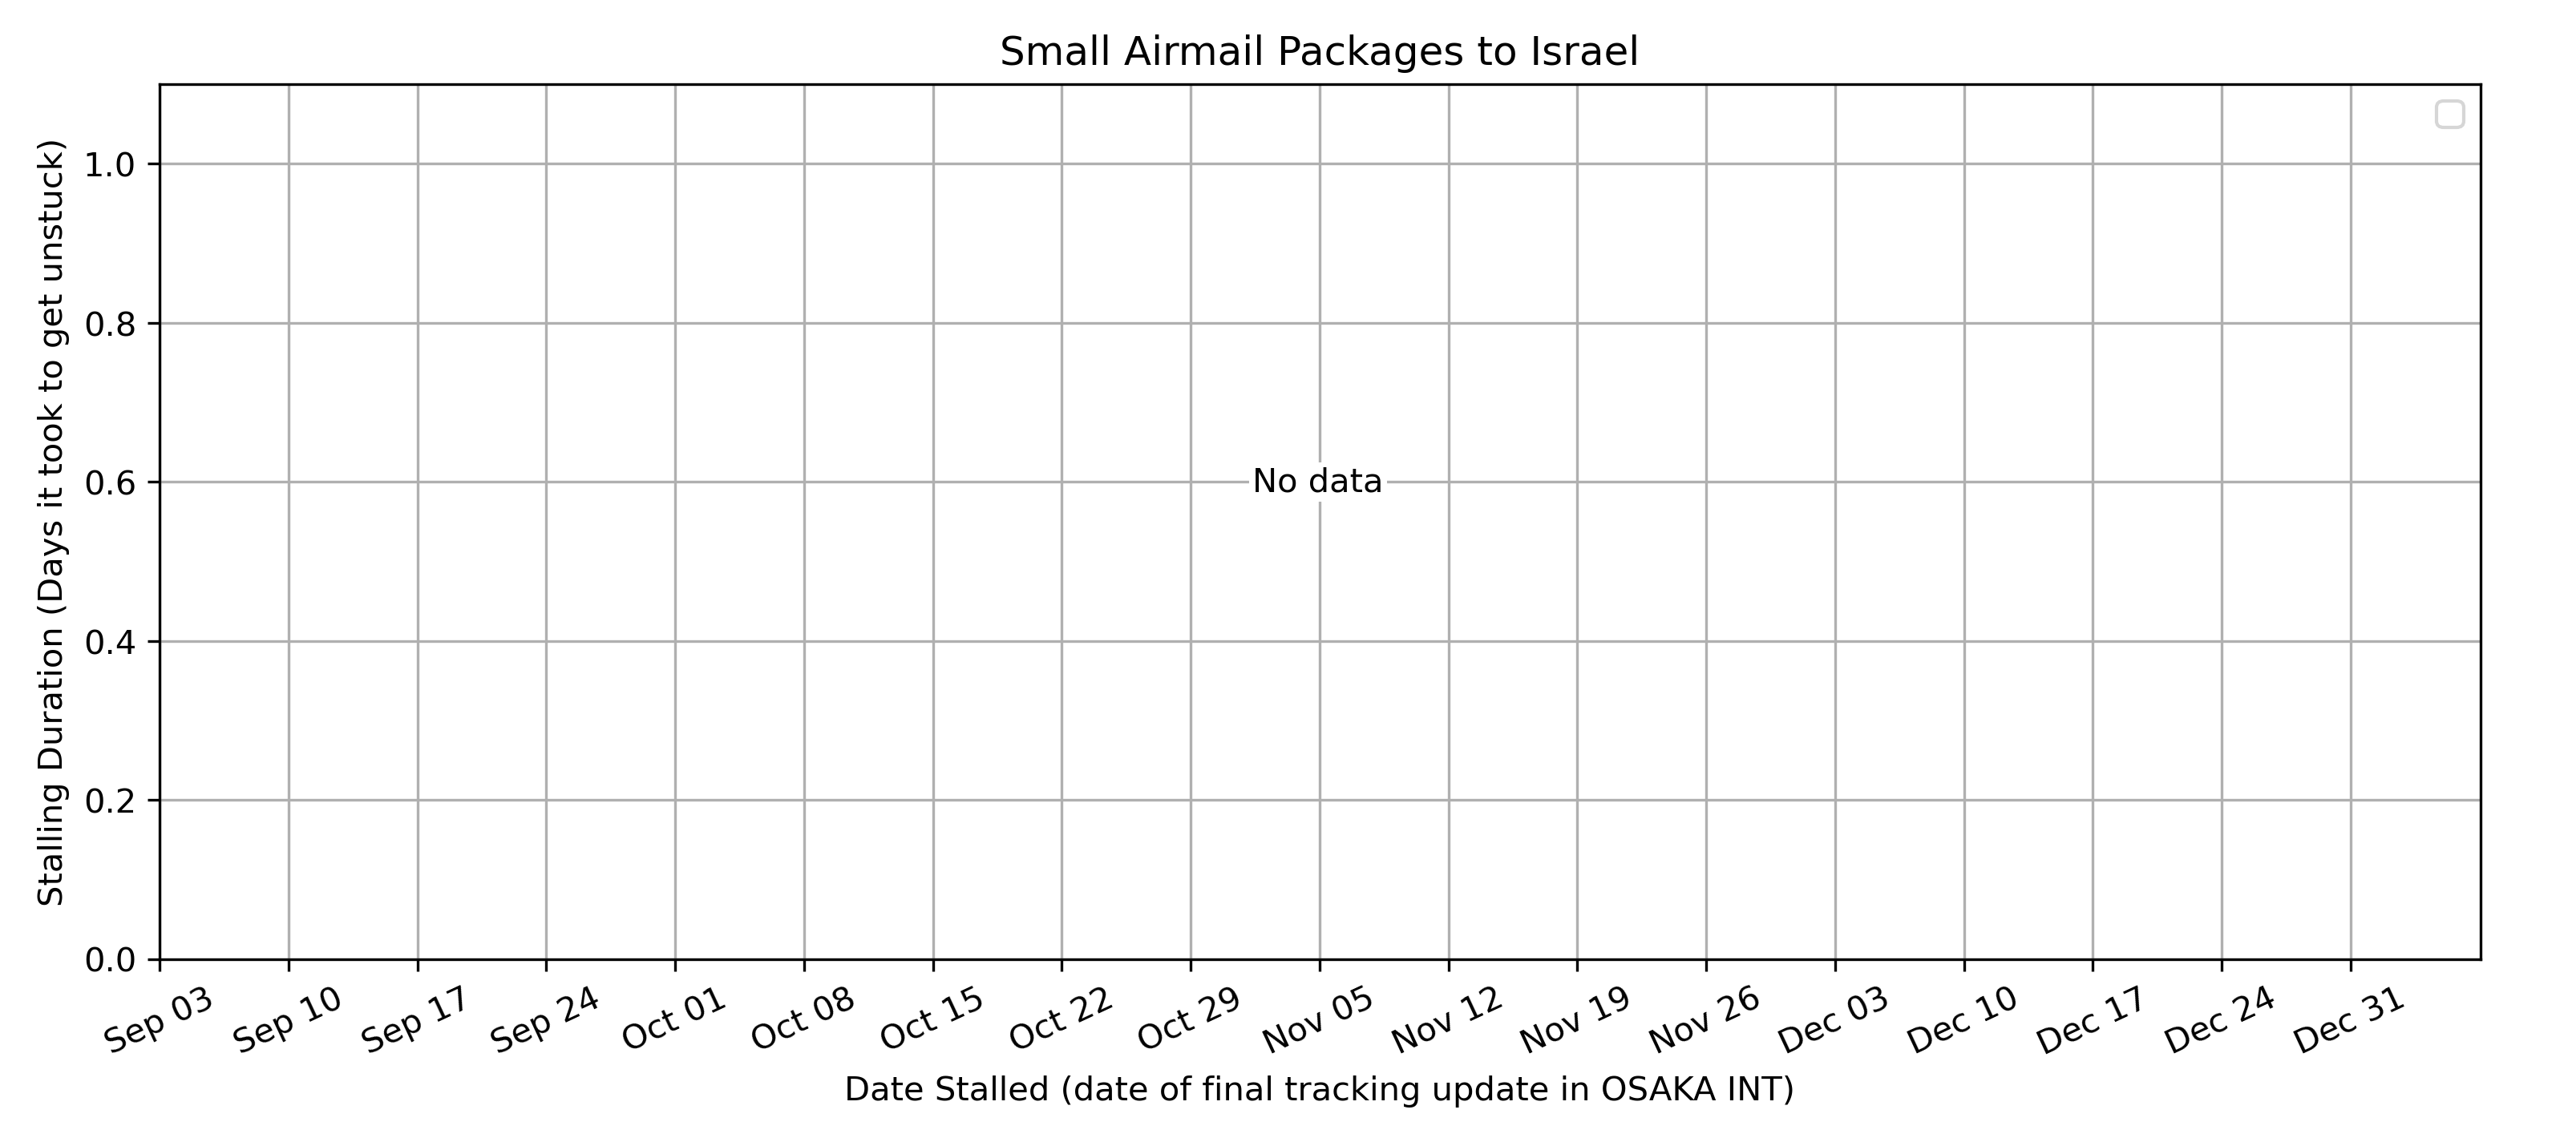 Small Airmail Packages to Israel
Stalling Duration (Days it took to get unstuck)
1.0
0.8
0.6
0.4
0.2
0.0
No data
Sep 03
Sep 10
Sep 17
Sep 24
Oct 01
Oct 08
Oct 15
Oct 22
Oct 29
Nov 05
Nov 12
Nov 19
Nov 26
Dec 03
Dec 10
Dec 17
Dec 24
Dec 31
Date Stalled (date of final tracking update in OSAKA INT)